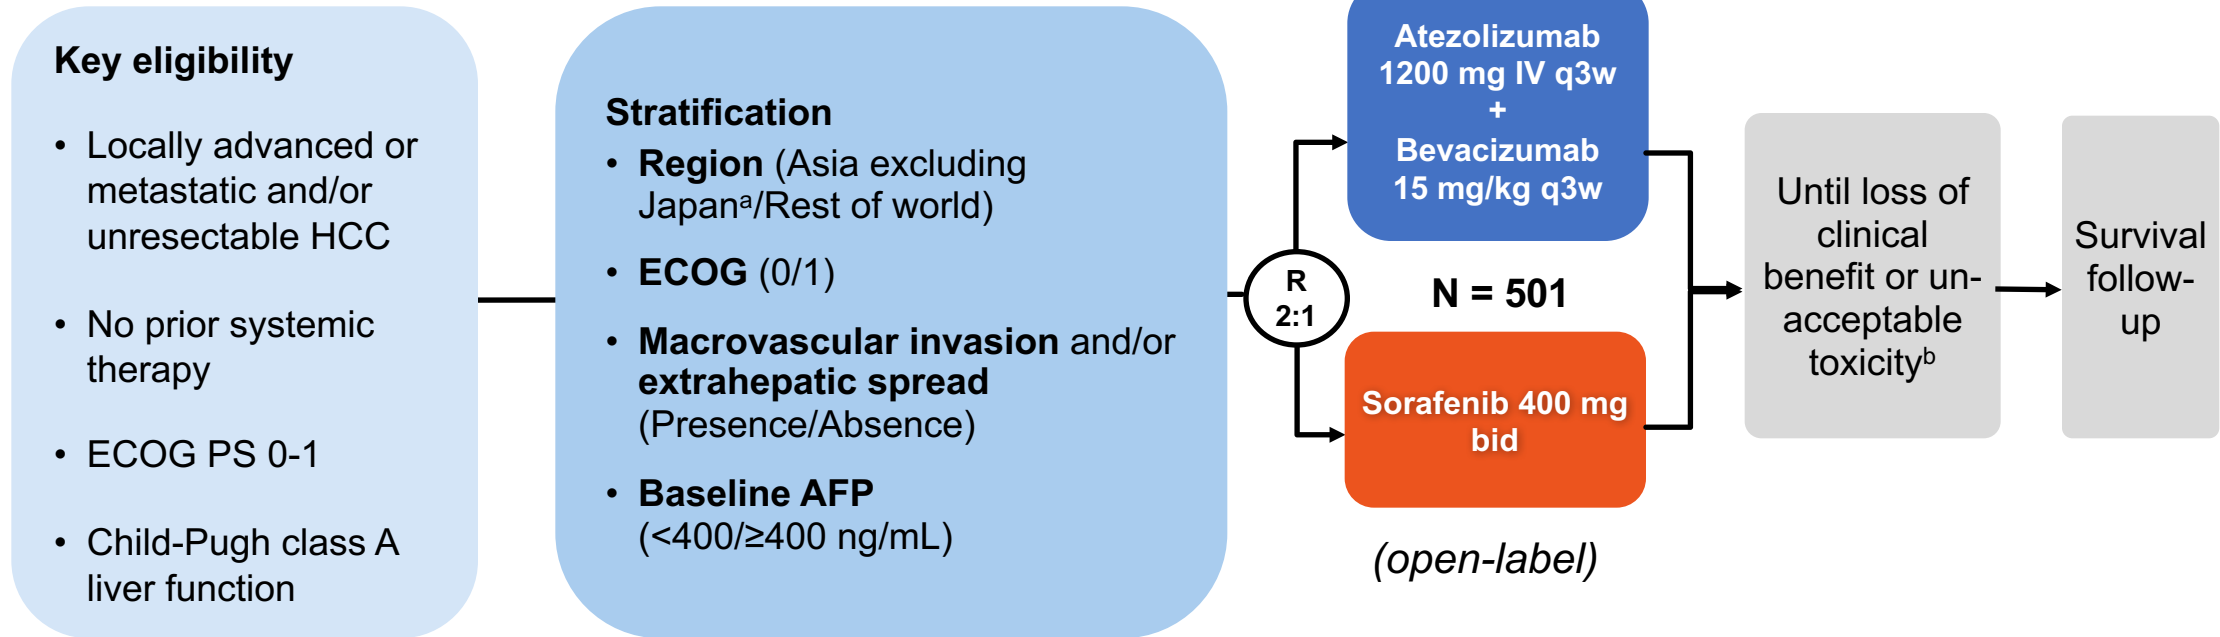 Key eligibility
• Locally advanced or
metastatic and/or
unresectable HCC
• No prior systemic
therapy
• ECOG PS 0-1
• Child-Pugh class A
liver function
Stratification
• Region (Asia excluding
Japanᵃ/Rest of world)
• ECOG (0/1)
• Macrovascular invasion and/or
extrahepatic spread
(Presence/Absence)
• Baseline AFP
(<400/≥400 ng/mL)
R
2:1
Atezolizumab
1200 mg IV q3w
+
Bevacizumab
15 mg/kg q3w
N = 501
Sorafenib 400 mg
bid
(open-label)
Until loss of
clinical
benefit or un-
acceptable
toxicityᵇ
Survival
follow-
up